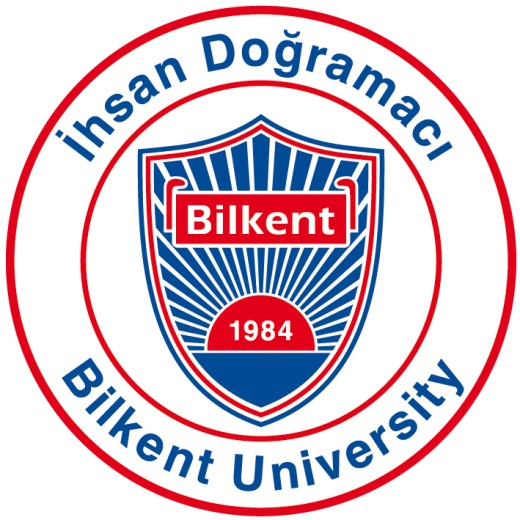 İhsan Doğramacı
Bilkent
1984
Bilkent University